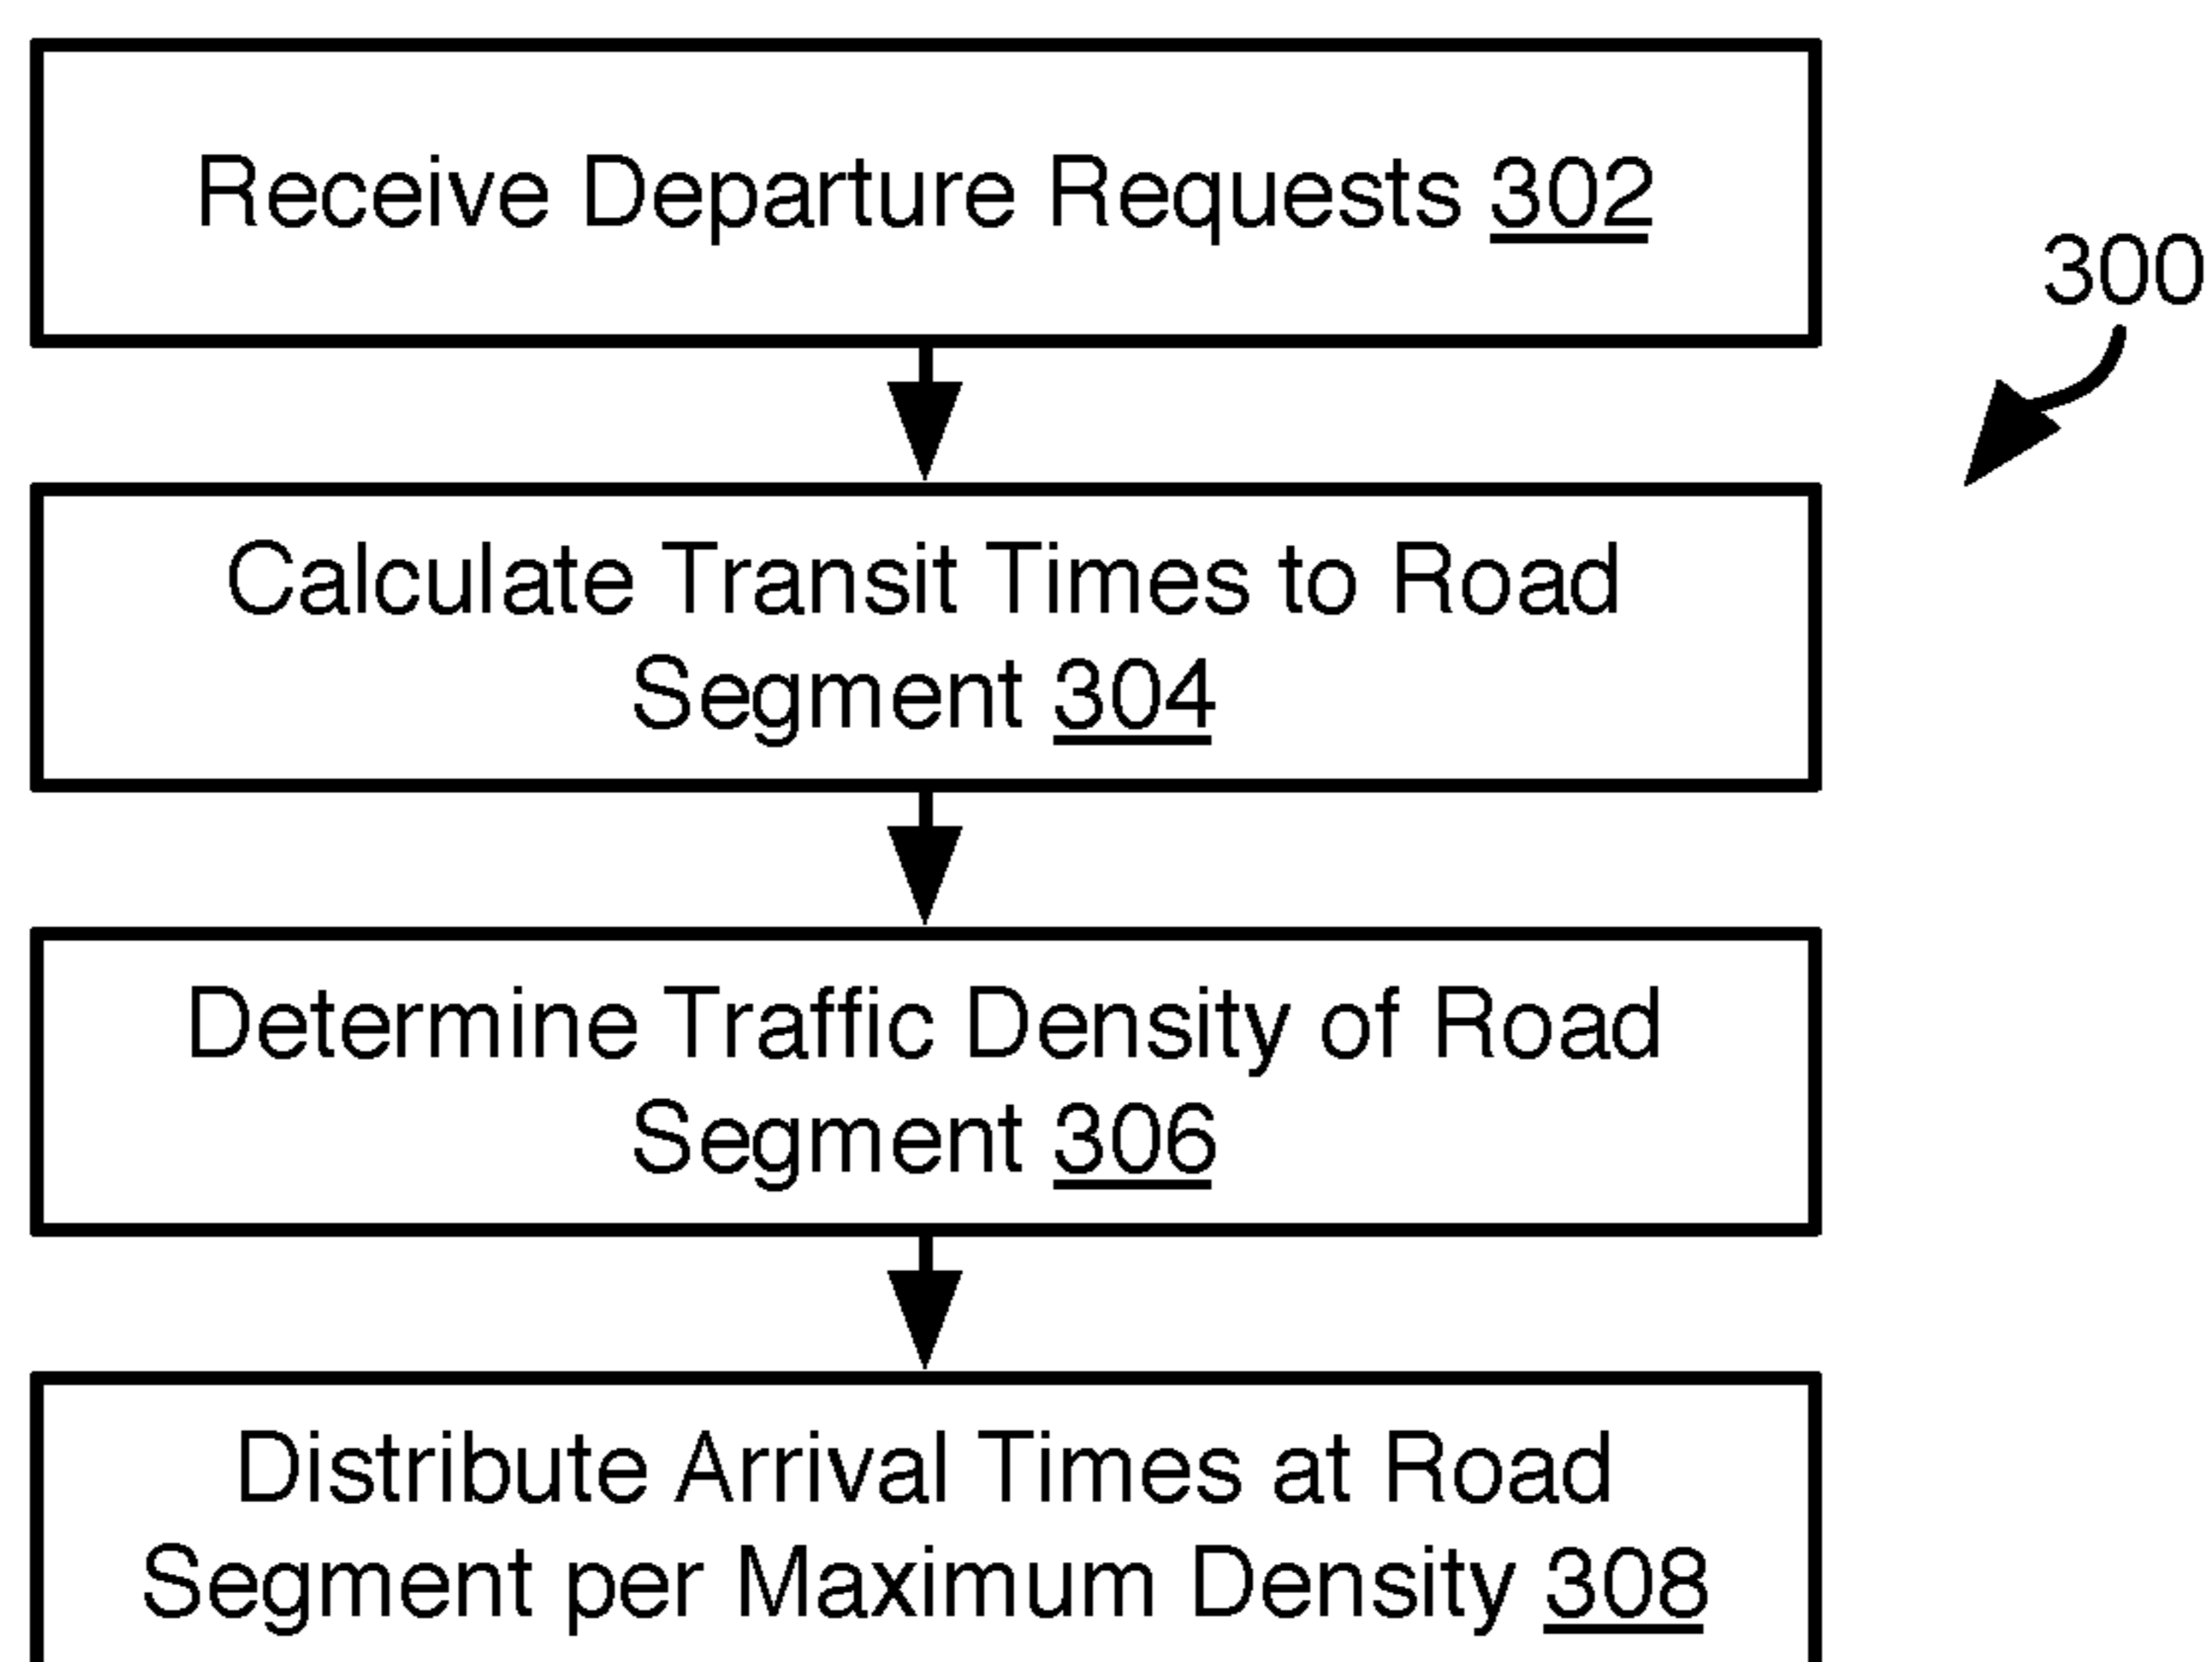 Receive Departure Requests 302
300
Calculate Transit Times to Road
Segment 304
Determine Traffic Density of Road
Segment 306
Distribute Arrival Times at Road
Segment per Maximum Density 308